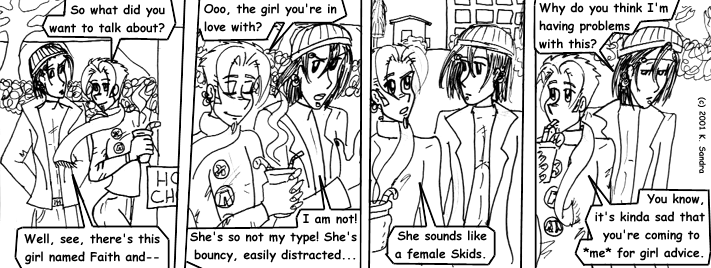 So what did you
want to talk about?
HO
CH
Well, see, there's this
girl named Faith and--
Ooo, the girl you're in
love with?
I am not!
She's so not my type! She's
bouncy, easily distracted...
She sounds like
a female Skids.
Why do you think I'm
having problems
with this?
You know,
it's kinda sad that
you're coming to
*me* for girl advice.
(c) 2001 K. Sandra